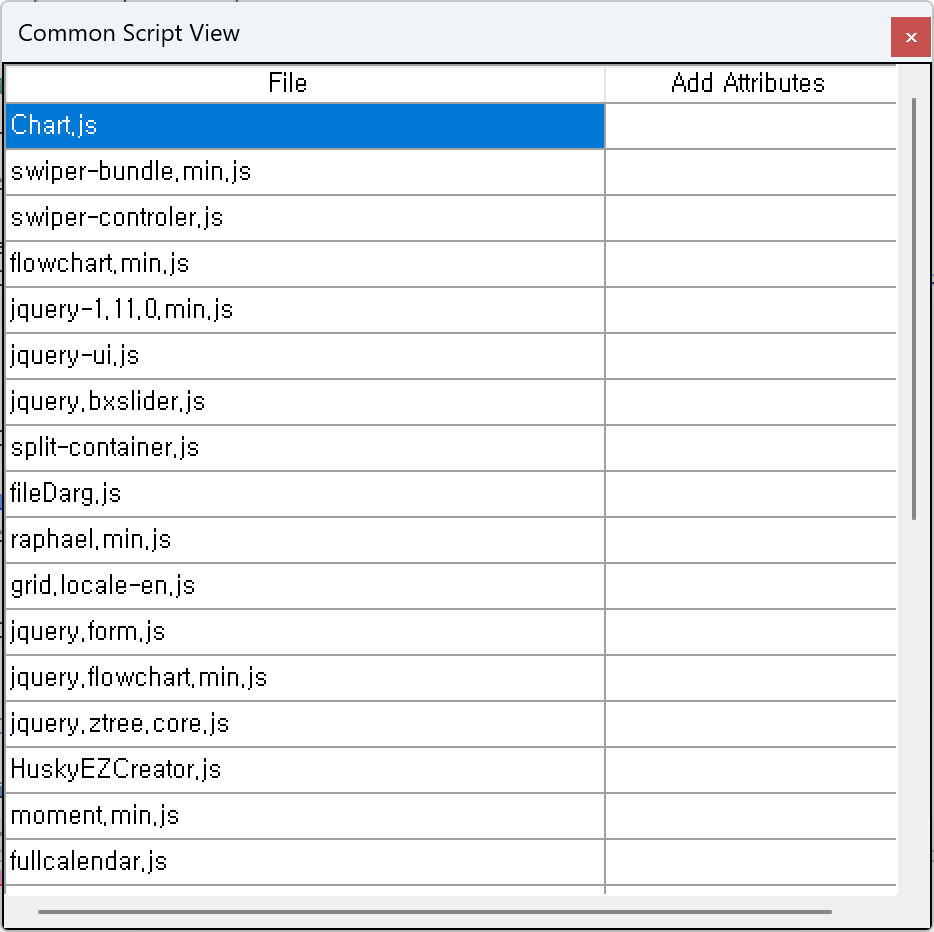 Common Script View
File Add Attributes
Chart.js
swiper-bundle.min.js
swiper-controler.js
flowchart.min.js
jquery-1.11.0.min.js
jquery-ui.js
jquery.bxslider.js
split-container.js
fileDarg.js
raphael.min.js
grid.locale-en.js
jquery.form.js
jquery.flowchart.min.js
jquery.ztree.core.js
HuskyEZCreator.js
moment.min.js
fullcalendar.js